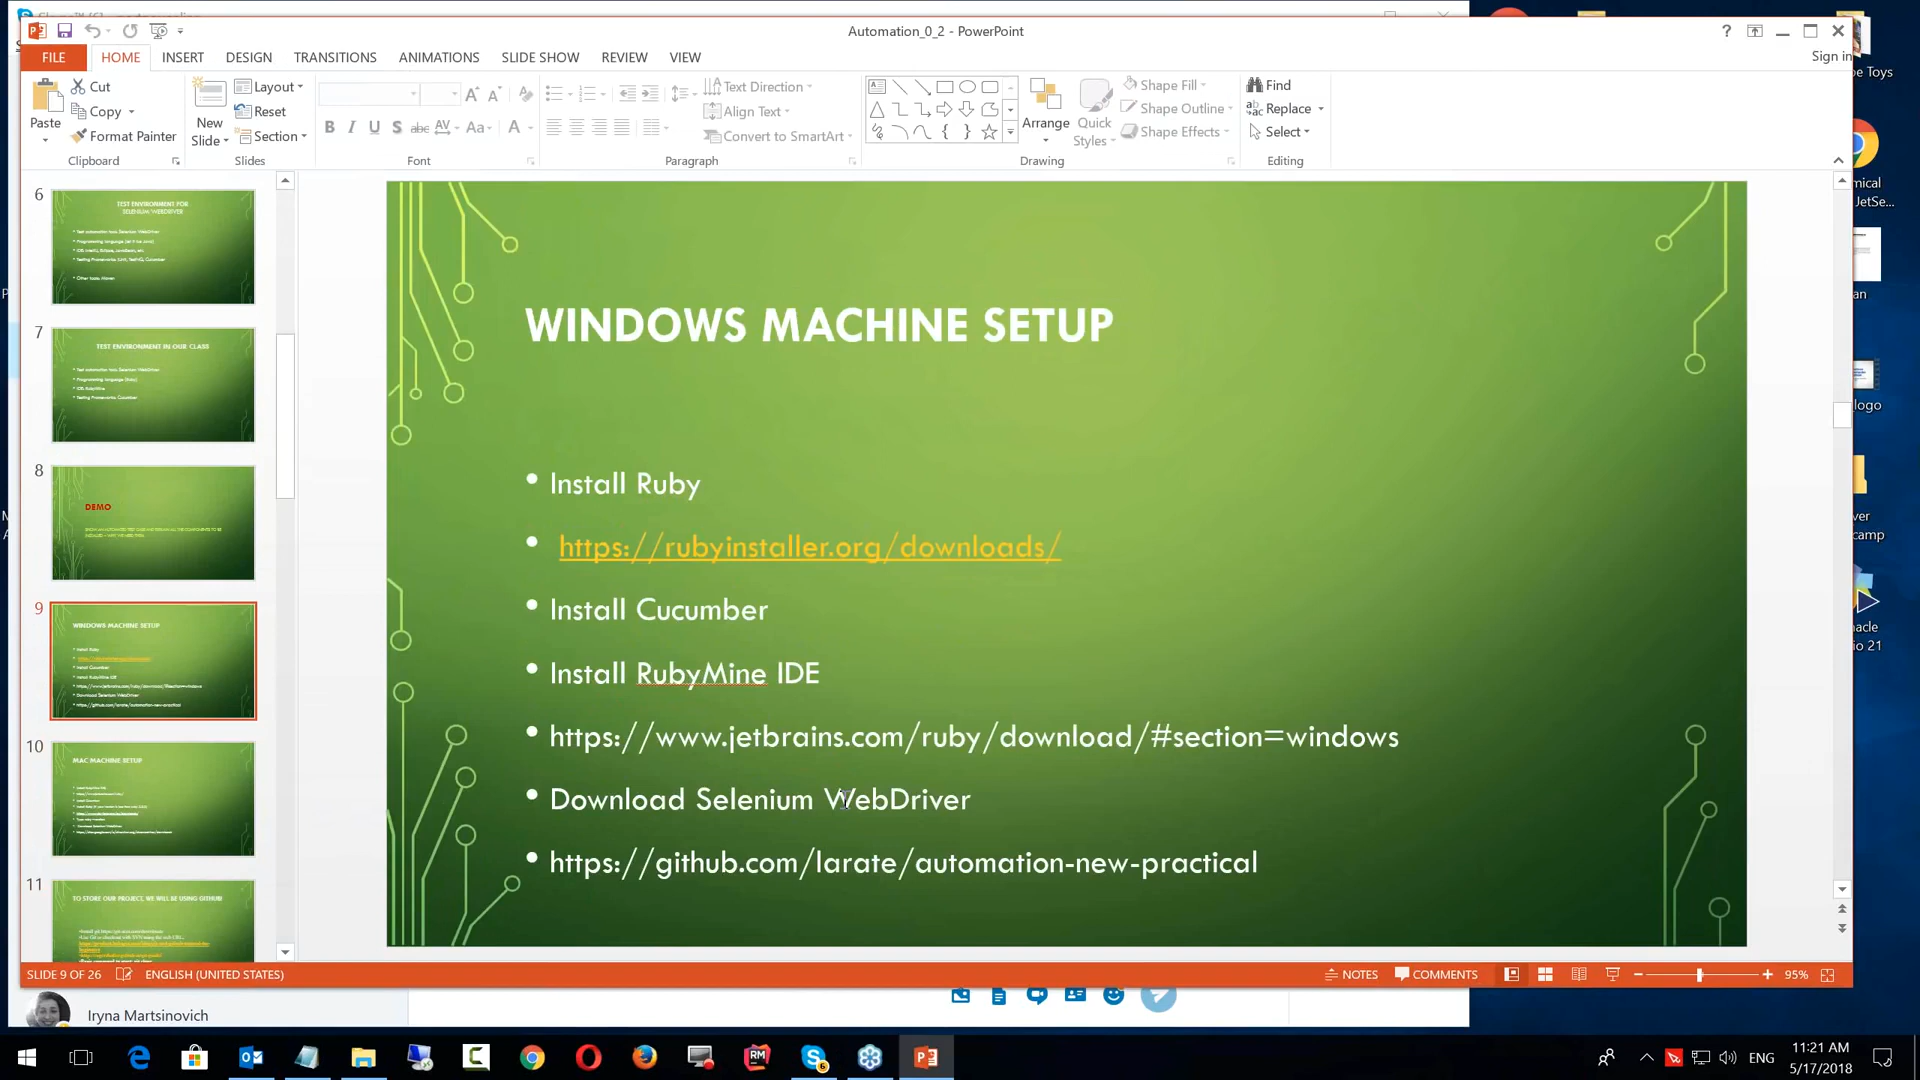 Automation_0_2 - PowerPoint
Sign in
FILE
HOME
INSERT
DESIGN
TRANSITIONS
ANIMATIONS
SLIDE SHOW
REVIEW
VIEW
Paste
Cut
Copy
Format Painter
Clipboard
New
Slide
Layout
Reset
Section
Slides
Font
Text Direction
Align Text
Convert to SmartArt
Paragraph
Arrange
Quick
Styles
Shape Fill
Shape Outline
Shape Effects
Drawing
Find
Replace
Select
Editing
6
TEST ENVIRONMENT FOR
SELENIUM WEBDRIVER
7
TEST ENVIRONMENT IN OUR CLASS
8
DEMO
9
WINDOWS MACHINE SETUP
10
MAC MACHINE SETUP
11
TO STORE OUR PROJECT, WE WILL BE USING GITHUB
WINDOWS MACHINE SETUP
• Install Ruby
• https://rubyinstaller.org/downloads/
• Install Cucumber
• Install RubyMine IDE
• https://www.jetbrains.com/ruby/download/#section=windows
• Download Selenium WebDriver
• https://github.com/larate/automation-new-practical
SLIDE 9 OF 26
ENGLISH (UNITED STATES)
NOTES
COMMENTS
95%
Iryna Martsinovich
ENG
11:21 AM
5/17/2018